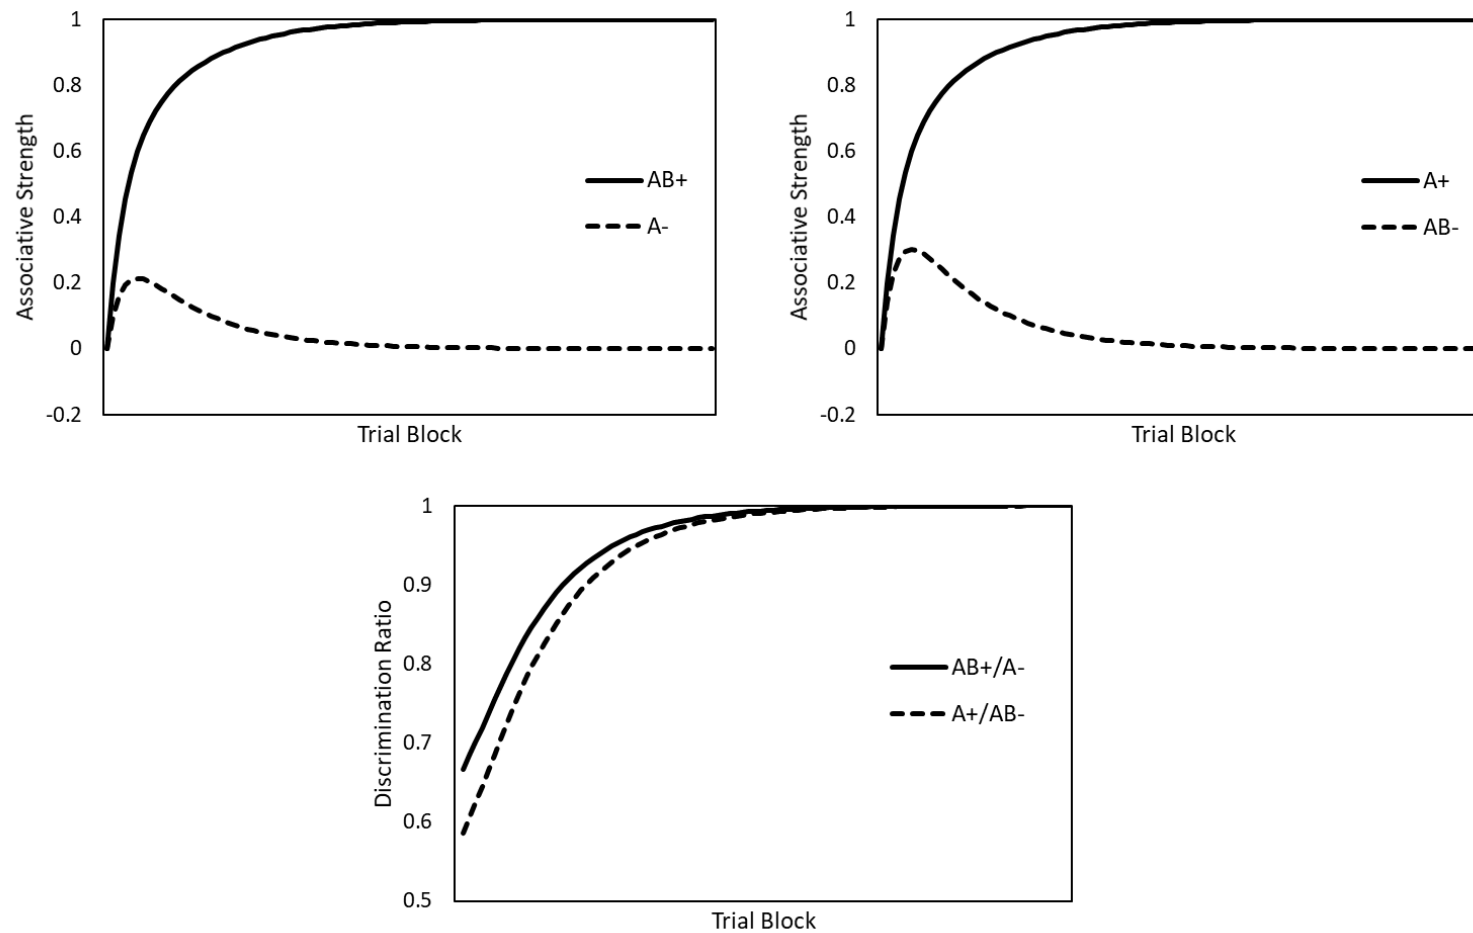 1
0.8
0.6
0.4
0.2
0
-0.2
Associative Strength
Trial Block
AB+
A-
1
0.8
0.6
0.4
0.2
0
-0.2
Associative Strength
Trial Block
A+
AB-
1
0.9
0.8
0.7
0.6
0.5
Discrimination Ratio
Trial Block
AB+/A-
A+/AB-